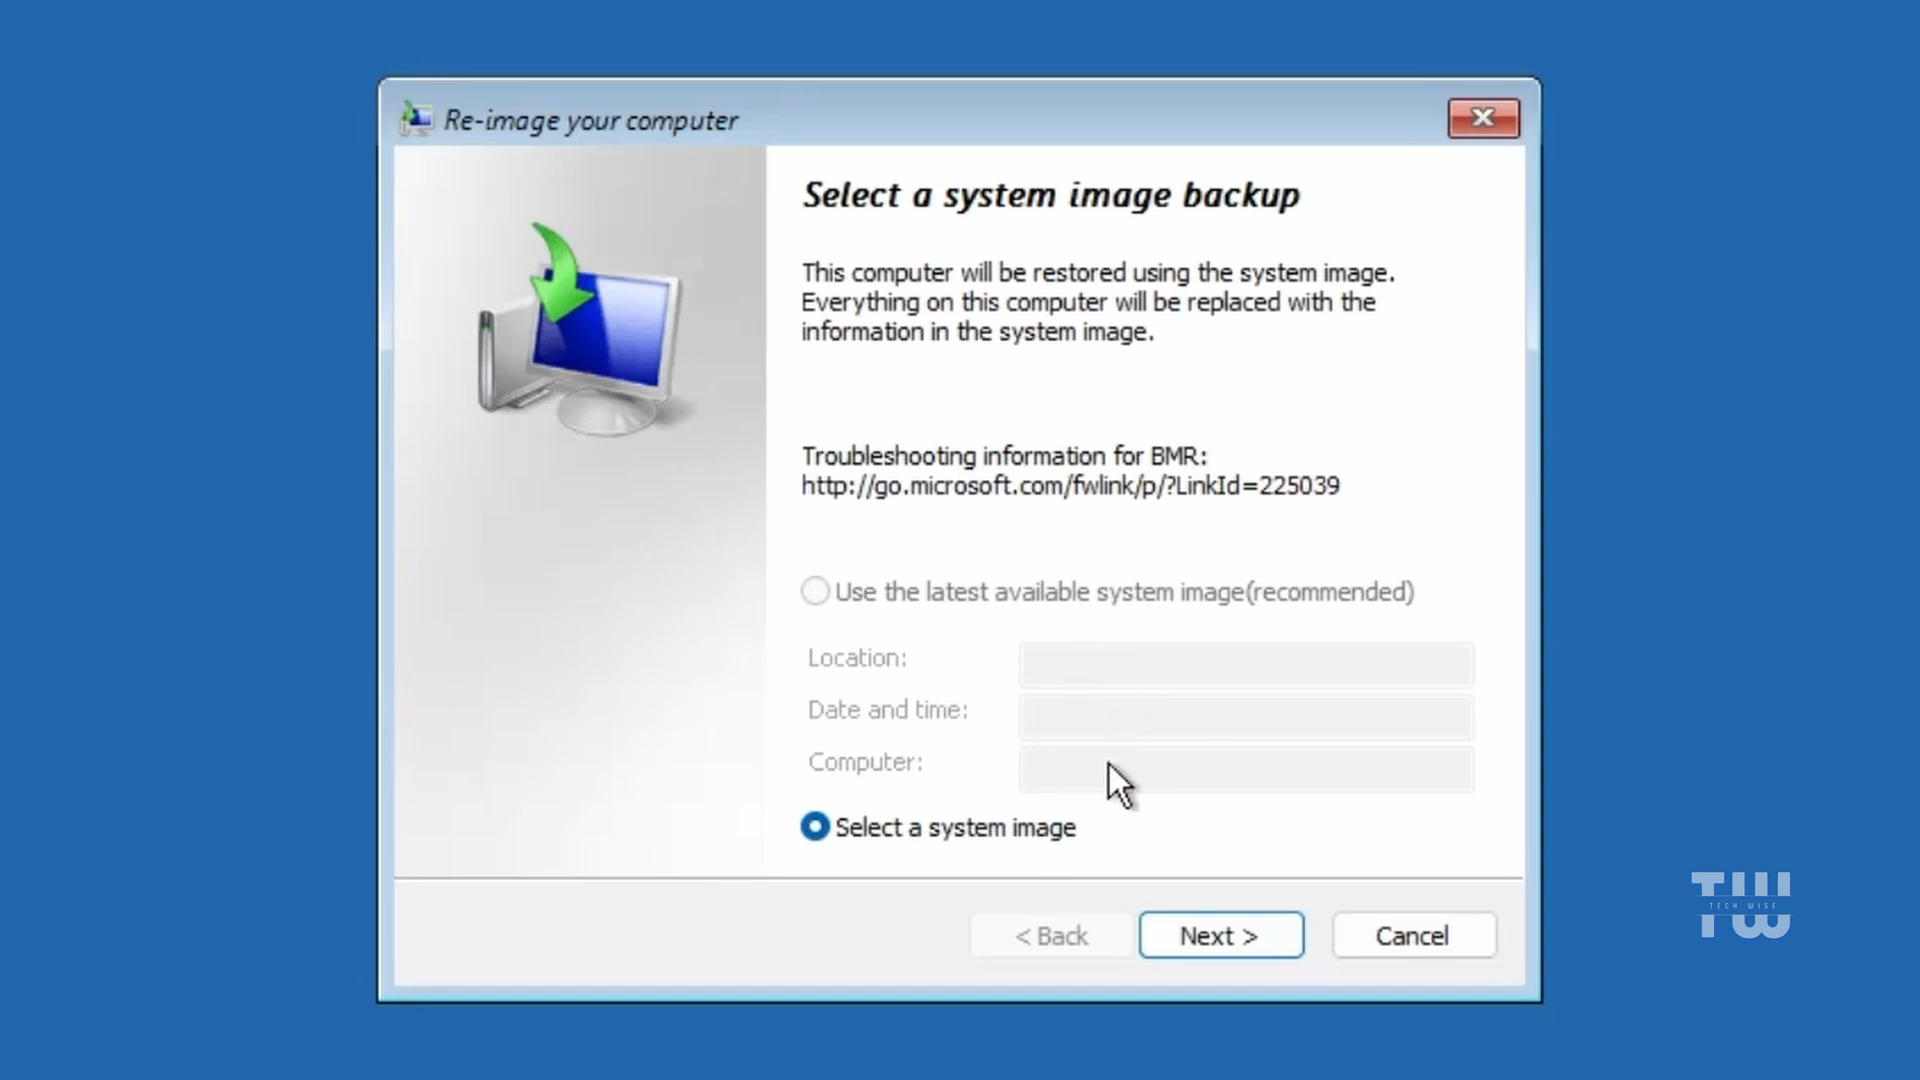 Re-image your computer
Select a system image backup
This computer will be restored using the system image.
Everything on this computer will be replaced with the
information in the system image.
Troubleshooting information for BMR:
http://go.microsoft.com/fwlink/p/?LinkId=225039
Use the latest available system image(recommended)
Location:
Date and time:
Computer:
Select a system image
< Back
Next >
Cancel
TW
TECH WISE